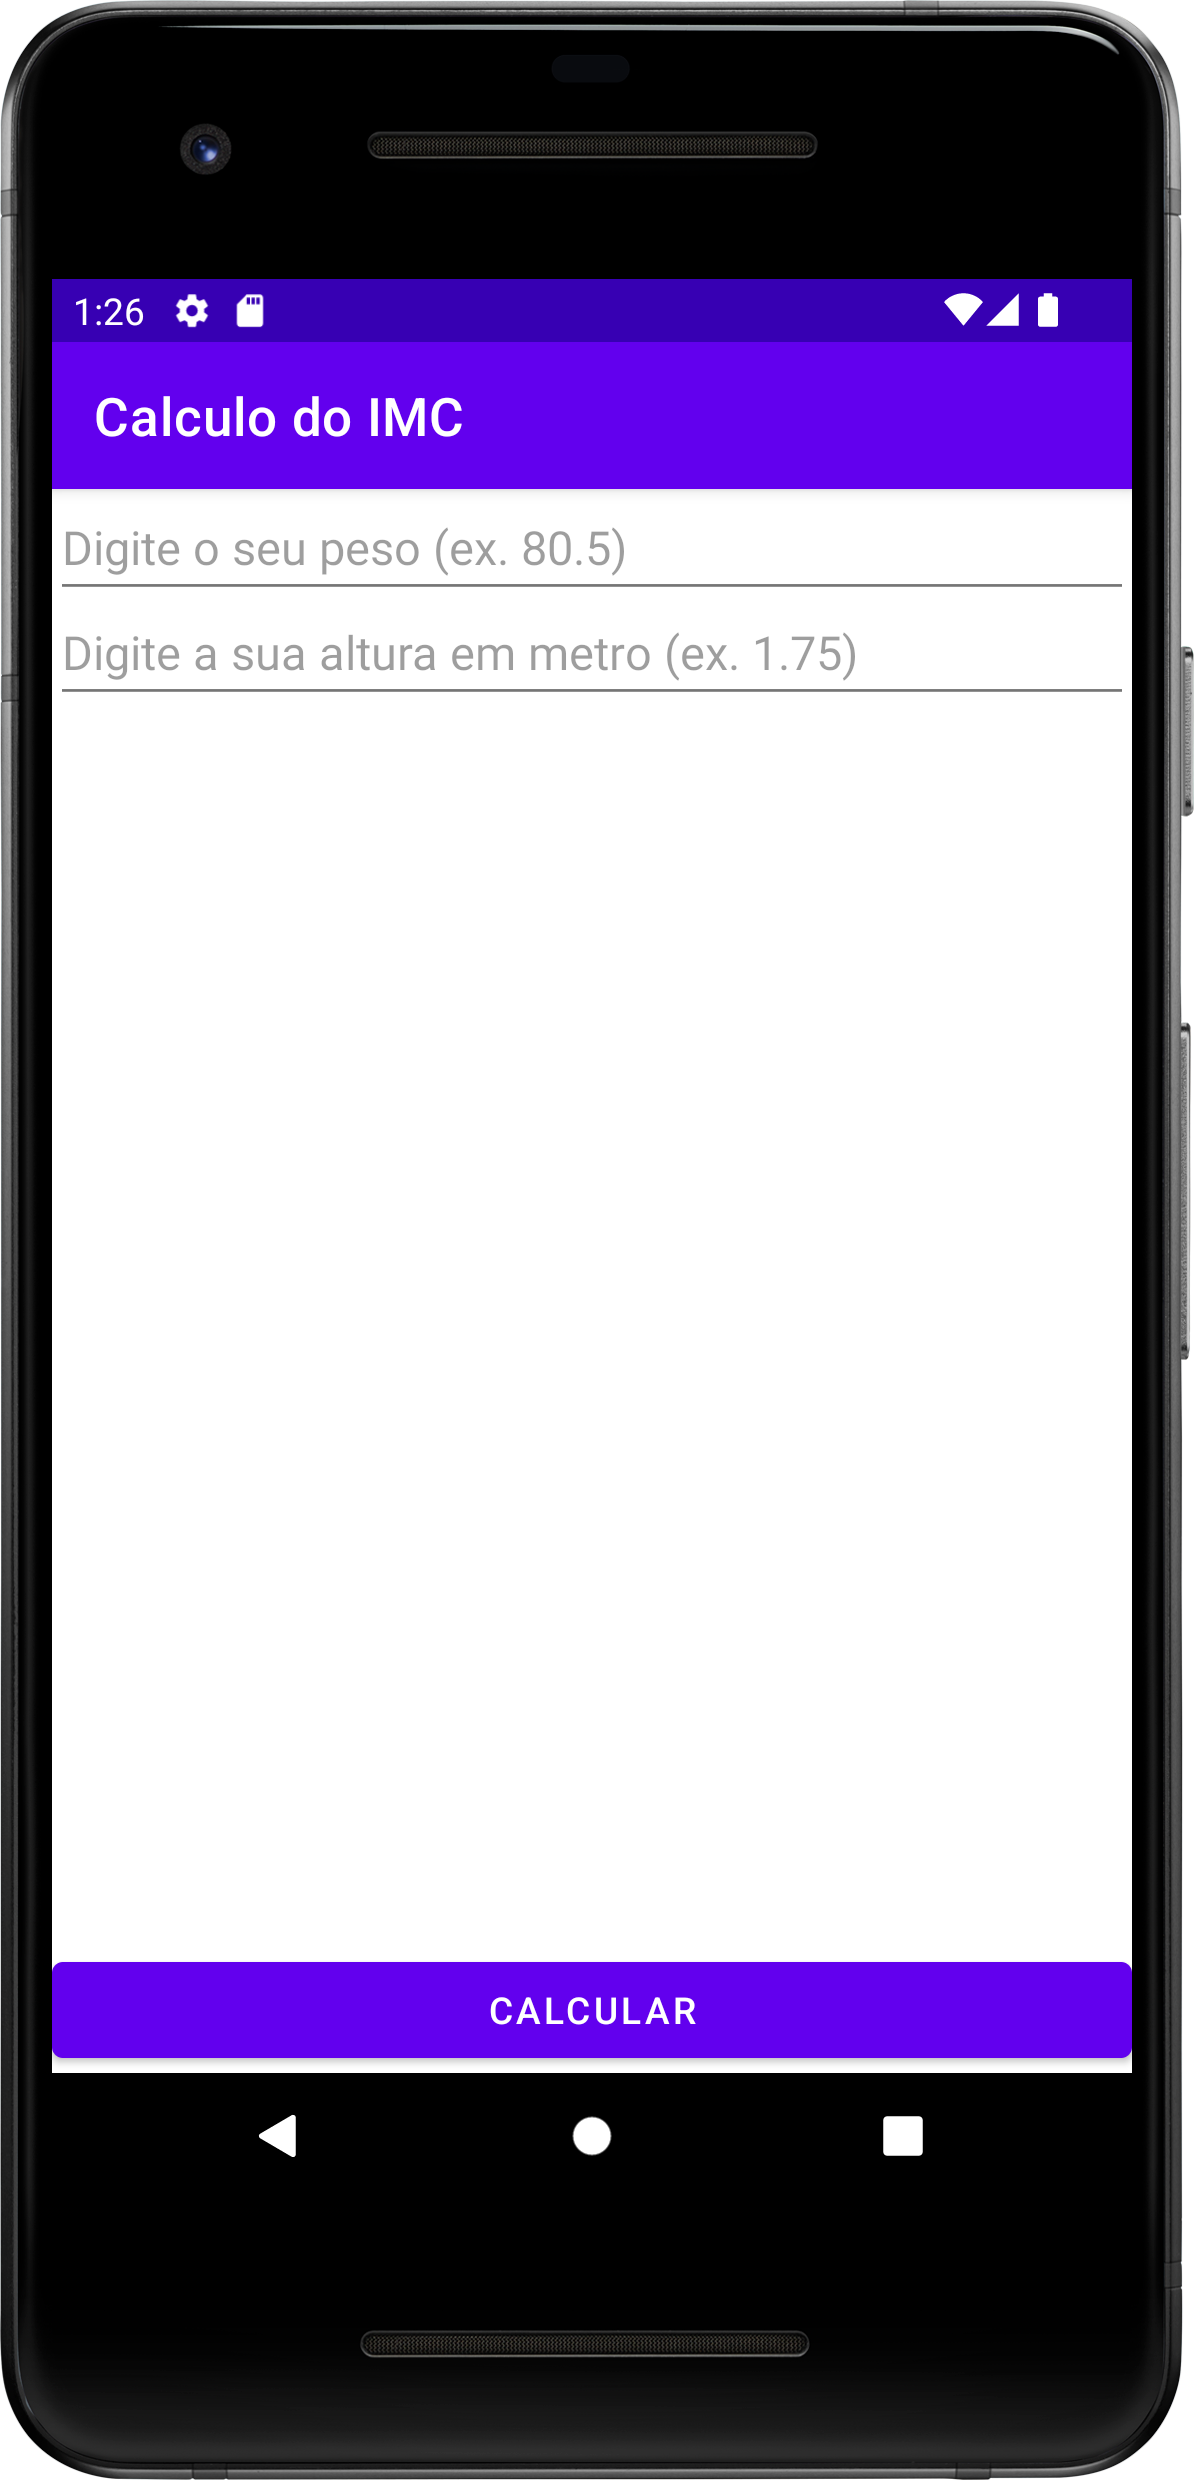 1:26
Calculo do IMC
Digite o seu peso (ex. 80.5)
Digite a sua altura em metro (ex. 1.75)
CALCULAR